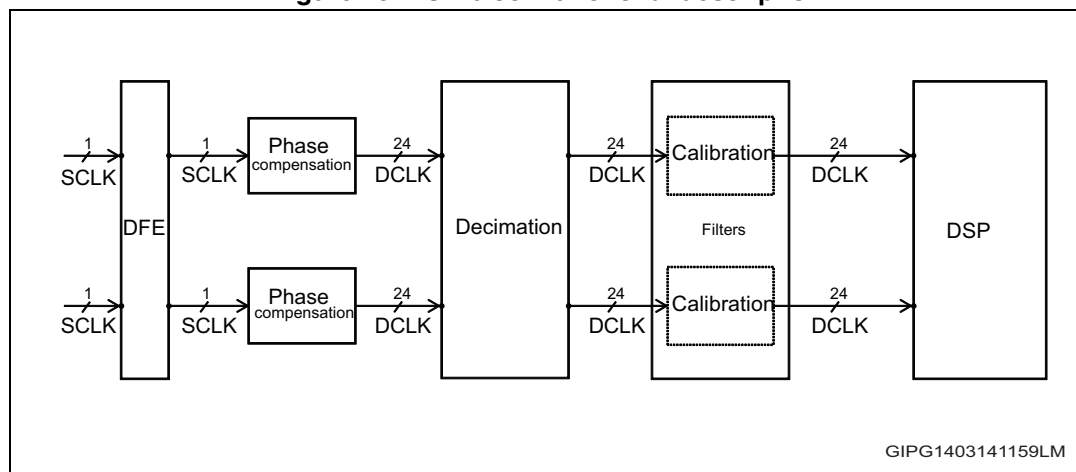 1
SCLK
DFE
1
SCLK
Phase
compensation
24
DCLK
Decimation
24
DCLK
Calibration
24
DCLK
Filters
DSP
1
SCLK
1
SCLK
Phase
compensation
24
DCLK
24
DCLK
Calibration
24
DCLK
GIPG1403141159LM